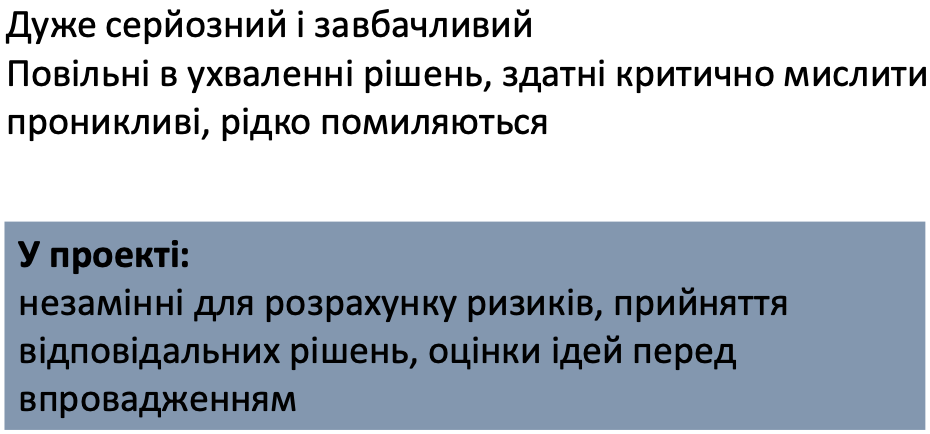 Дуже серйозний і завбачливий
Повільні в ухваленні рішень, здатні критично мислити
проникливі, рідко помиляються
У проекті:
незамінні для розрахунку ризиків, прийняття
відповідальних рішень, оцінки ідей перед
впровадженням